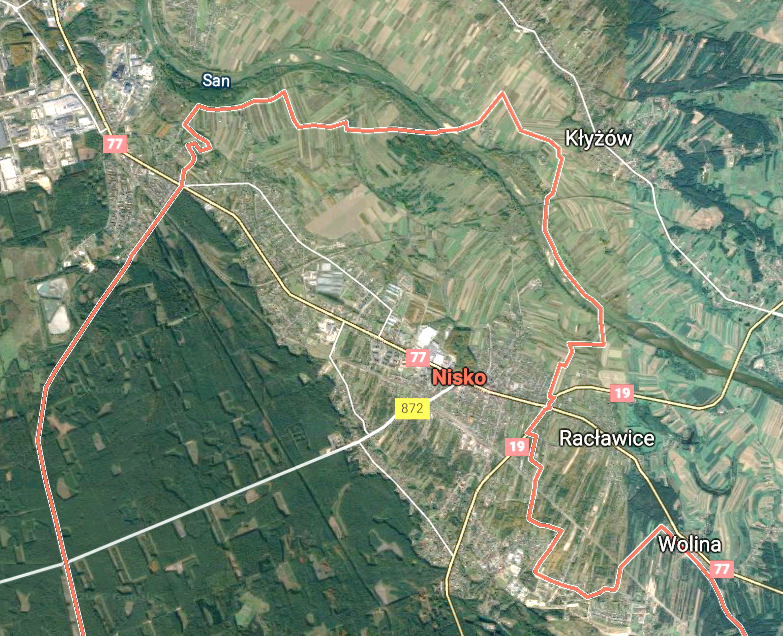 San
77
Kłyżów
77
Nisko
19
872
19
Racławice
Wolina
77